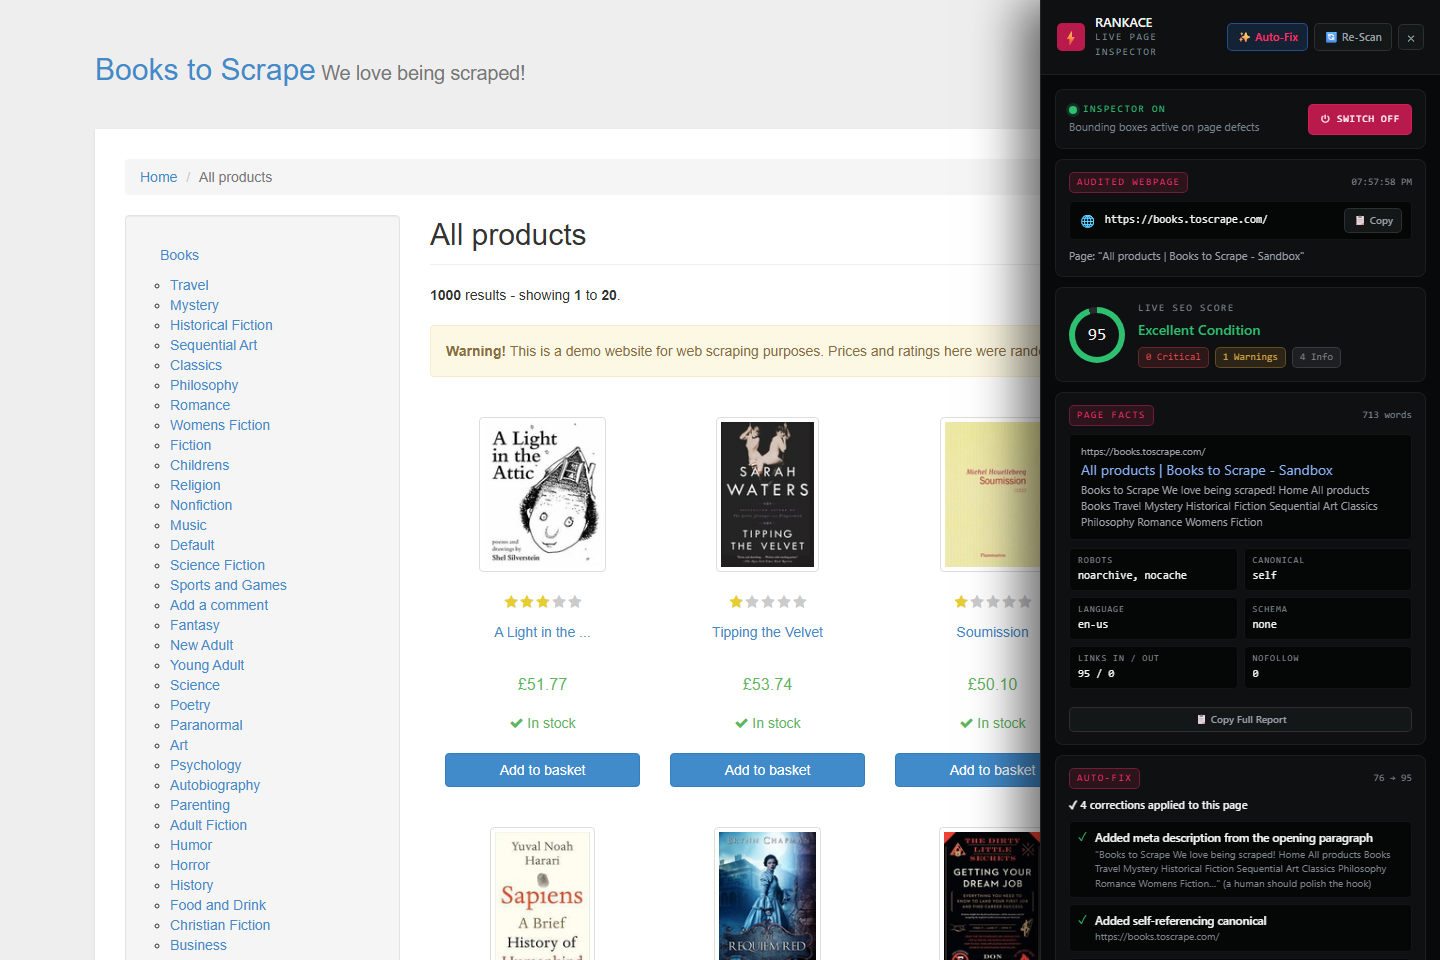 Books to Scrape We love being scraped!
Home / All products
Books
Travel
Mystery
Historical Fiction
Sequential Art
Classics
Philosophy
Romance
Womens Fiction
Fiction
Childrens
Religion
Nonfiction
Music
Default
Science Fiction
Sports and Games
Add a comment
Fantasy
New Adult
Young Adult
Science
Poetry
Paranormal
Art
Psychology
Autobiography
Parenting
Adult Fiction
Humor
Horror
History
Food and Drink
Christian Fiction
Business
All products
1000 results - showing 1 to 20.
Warning! This is a demo website for web scraping purposes. Prices and ratings here were
A Light
in the
Attic
poems and
drawings by
Shel Silverstein
A Light in the ...
£51.77
In stock
Add to basket
SARAH
WATERS
TIPPING
THE VELVET
Tipping the Velvet
£53.74
In stock
Add to basket
Michel Houellebecq
Soumission
Flammarion
Soumission
£50.10
In stock
Add to basket
Yuval Noah
Harari
Sapiens
A Brief
History of
CHAPMAN
REQUIEM RED
THE DIRTY
LITTLE
SECRETS
GETTING YOUR
DREAM JOB
DON
RANKACE
LIVE PAGE
INSPECTOR
Auto-Fix
Re-Scan
×
INSPECTOR ON
Bounding boxes active on page defects
SWITCH OFF
AUDITED WEBPAGE
07:57:58 PM
https://books.toscrape.com/
Copy
Page: "All products | Books to Scrape - Sandbox"
95
LIVE SEO SCORE
Excellent Condition
0 Critical
1 Warnings
4 Info
PAGE FACTS
713 words
https://books.toscrape.com/
All products | Books to Scrape - Sandbox
Books to Scrape We love being scraped! Home All products
Books Travel Mystery Historical Fiction Sequential Art Classics
Philosophy Romance Womens Fiction
ROBOTS
noarchive, nocache
CANONICAL
self
LANGUAGE
en-us
SCHEMA
none
LINKS IN / OUT
95 / 0
NOFOLLOW
0
Copy Full Report
AUTO-FIX
76 → 95
✓ 4 corrections applied to this page
✓ Added meta description from the opening paragraph
"Books to Scrape We love being scraped! Home All products Books
Travel Mystery Historical Fiction Sequential Art Classics Philosophy
Romance Womens Fiction…" (a human should polish the hook)
✓ Added self-referencing canonical
https://books.toscrape.com/